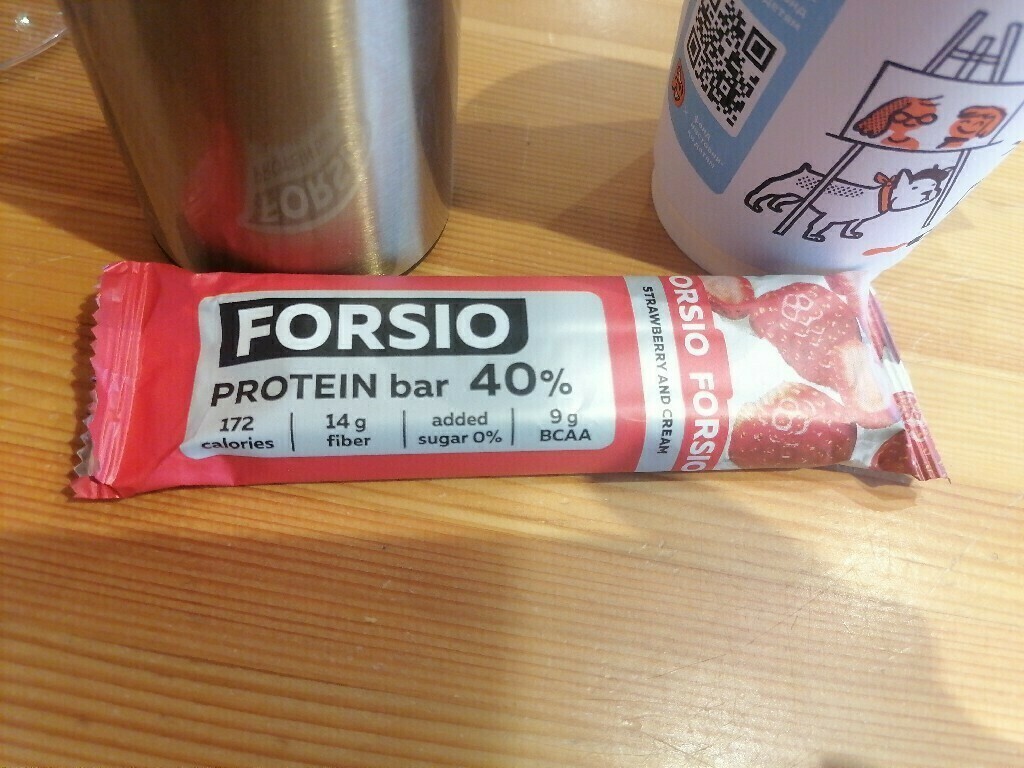 FORSIO
PROTEIN bar 40%
172
calories
14 g
fiber
added
sugar 0%
9 g
BCAA
STRAWBERRY AND CREAM
ORSIO FORSIO